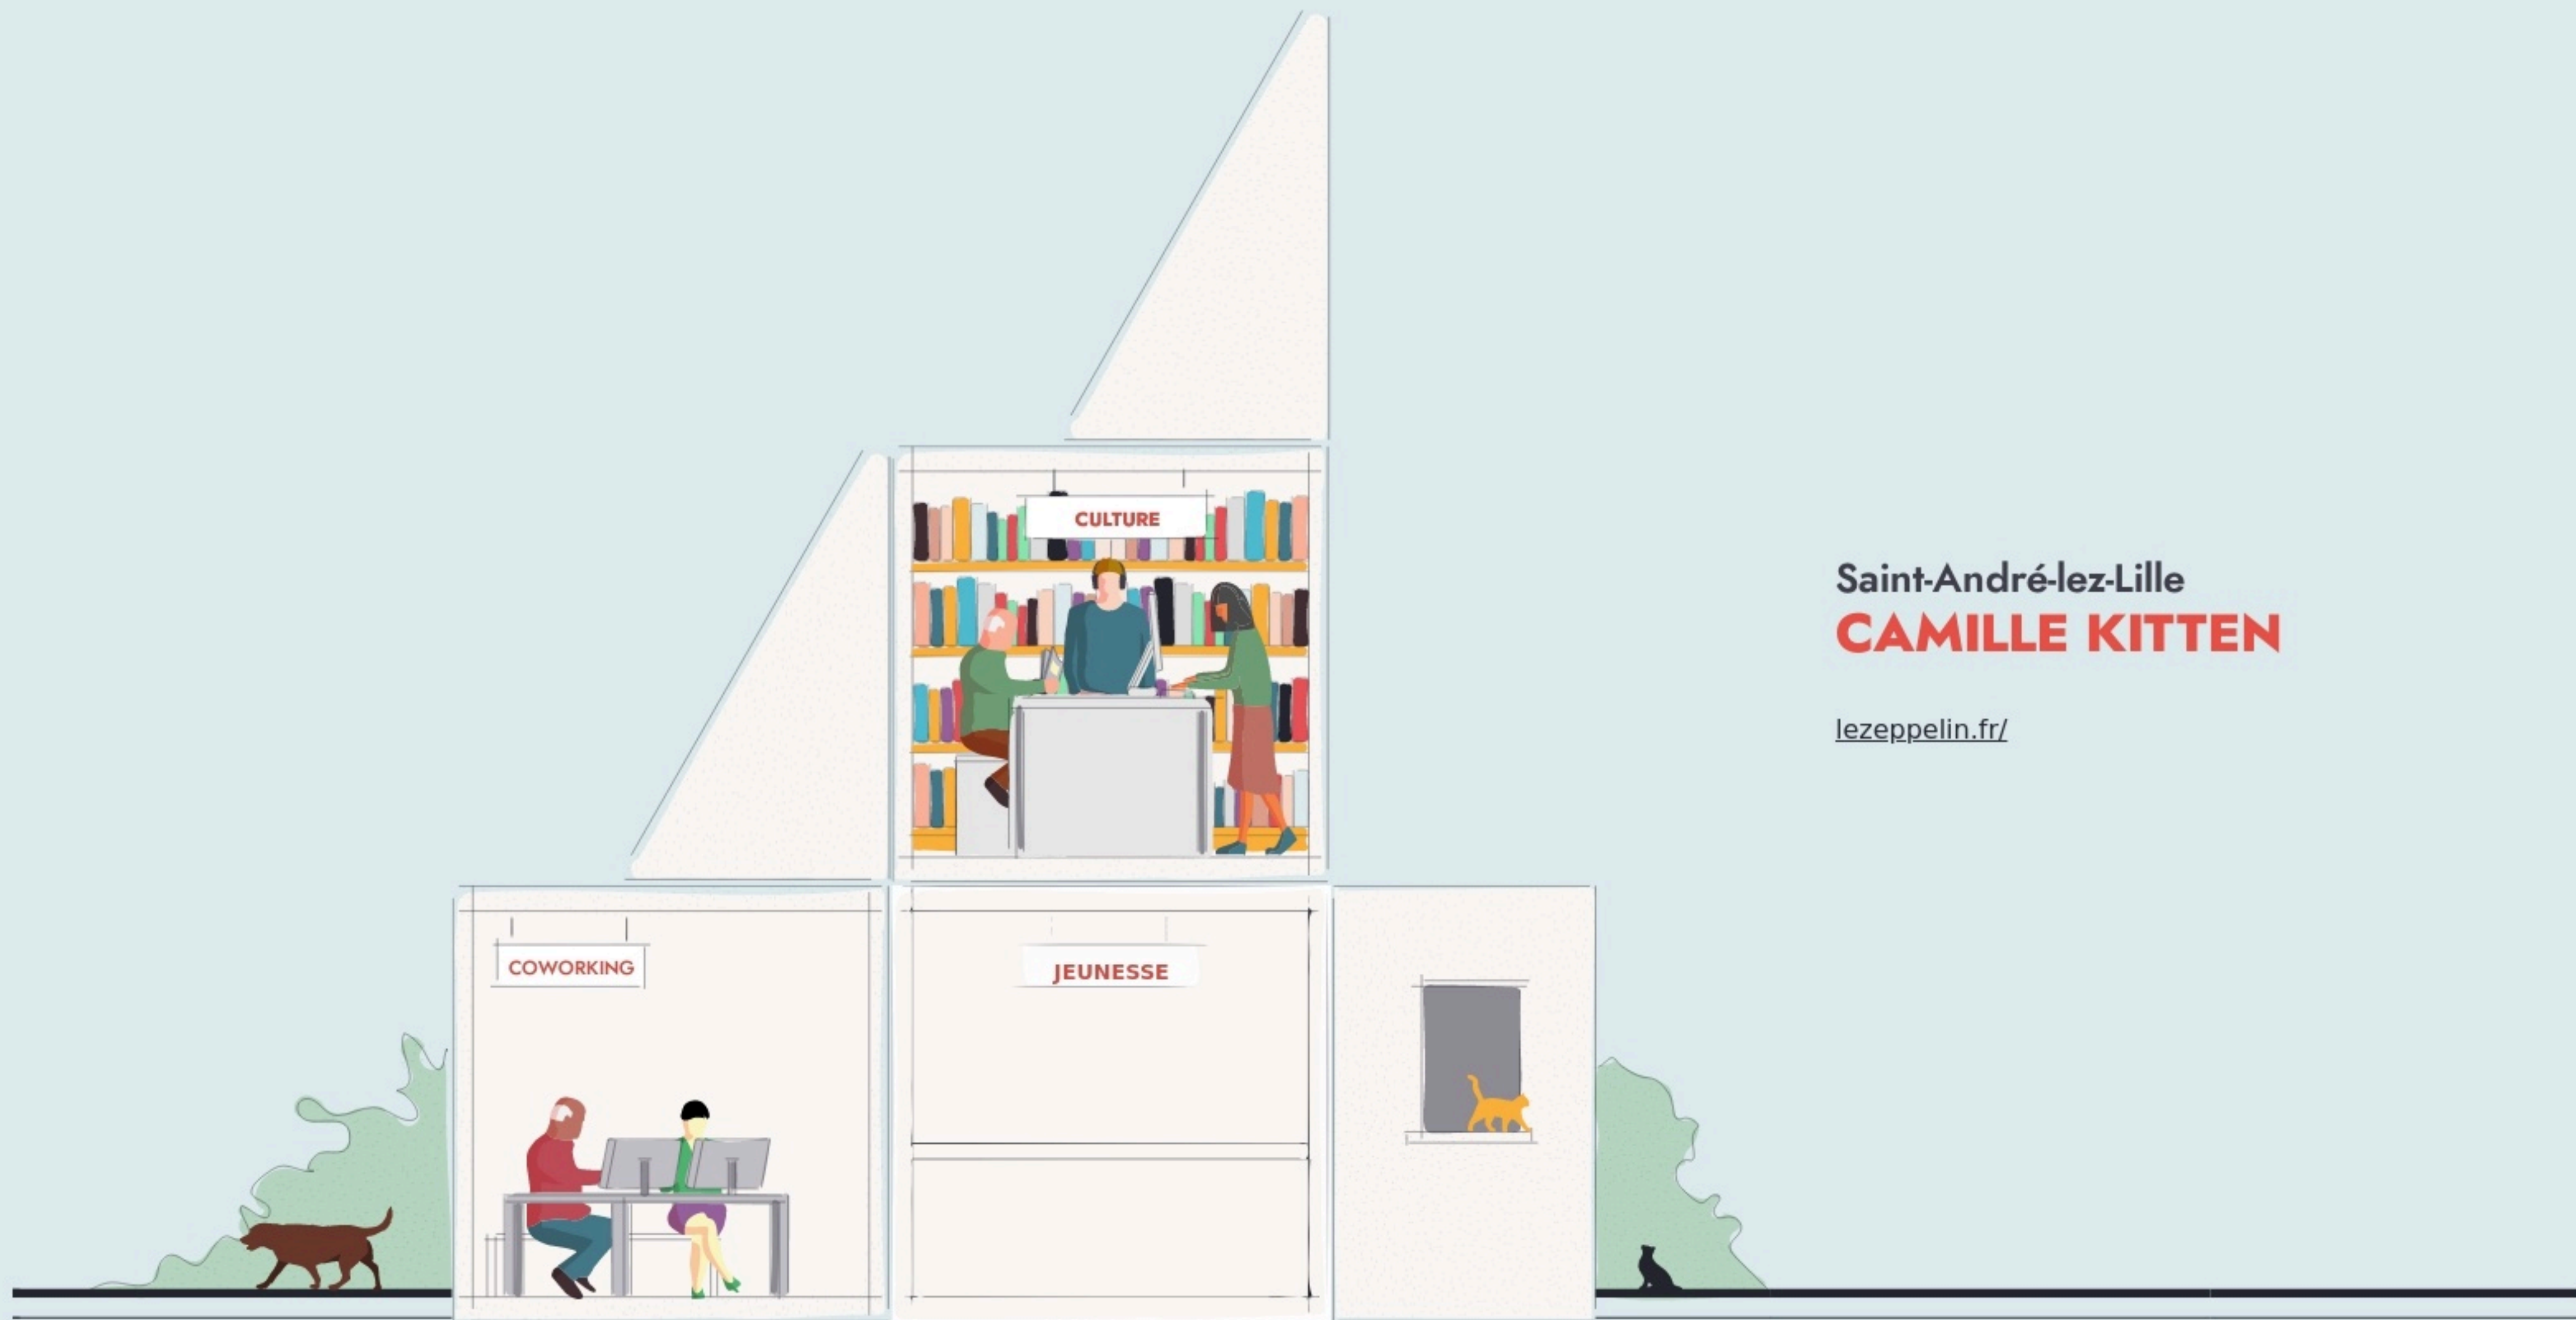 CULTURE
Saint-André-lez-Lille
CAMILLE KITTEN
lezeppelin.fr/
COWORKING
JEUNESSE